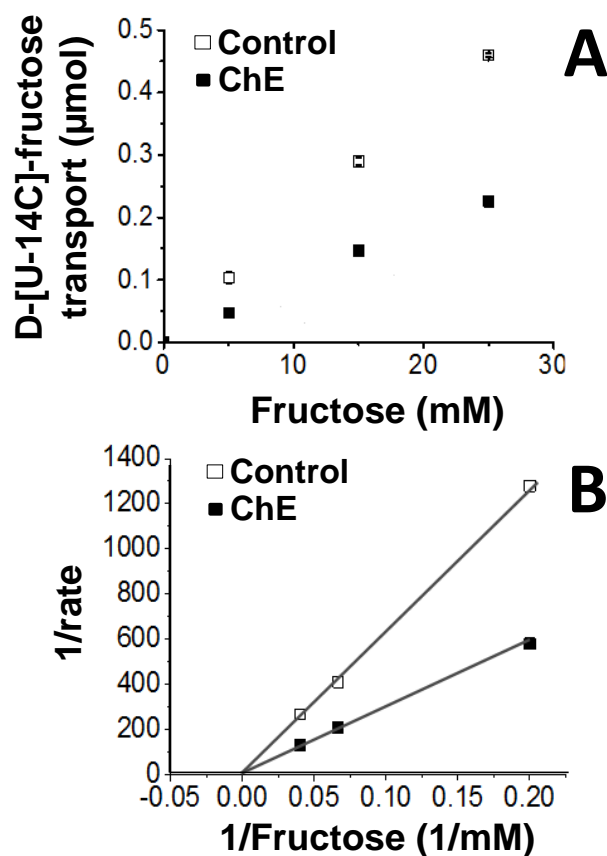 A
Control
ChE
D-[U-14C]-fructose
transport (µmol)
0.5
0.4
0.3
0.2
0.1
0.0
0 10 20 30
Fructose (mM)
B
Control
ChE
1/rate
1400
1200
1000
800
600
400
200
0
-0.05 0.00 0.05 0.10 0.15 0.20
1/Fructose (1/mM)